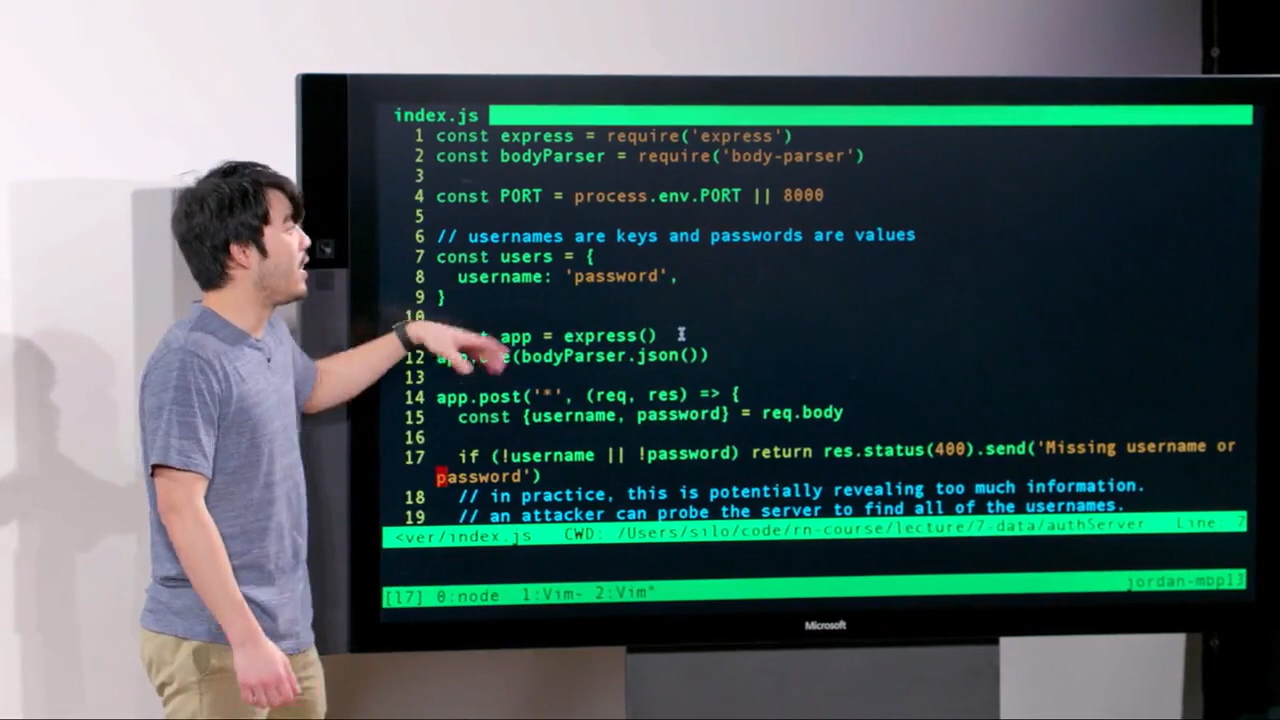 index.js
1 const express = require('express')
2 const bodyParser = require('body-parser')
3
4 const PORT = process.env.PORT || 8000
5
6 // usernames are keys and passwords are values
7 const users = {
8 username: 'password',
9 }
10
app = express()
12 app.use(bodyParser.json())
13
14 app.post('*', (req, res) => {
15 const {username, password} = req.body
16
17 if (!username || !password) return res.status(400).send('Missing username or
password')
18 // in practice, this is potentially revealing too much information.
19 // an attacker can probe the server to find all of the usernames.
<ver/index.js CWD: /Users/silo/code/rn-course/lecture/7-data/authServer Line: 7
[17] 0:node 1:Vim- 2:Vim* jordan-mbp13
Microsoft